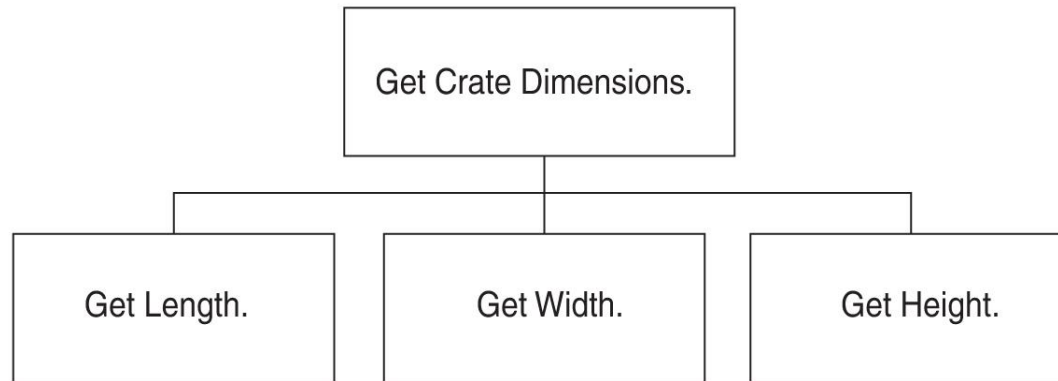 Get Crate Dimensions.
Get Length.
Get Width.
Get Height.